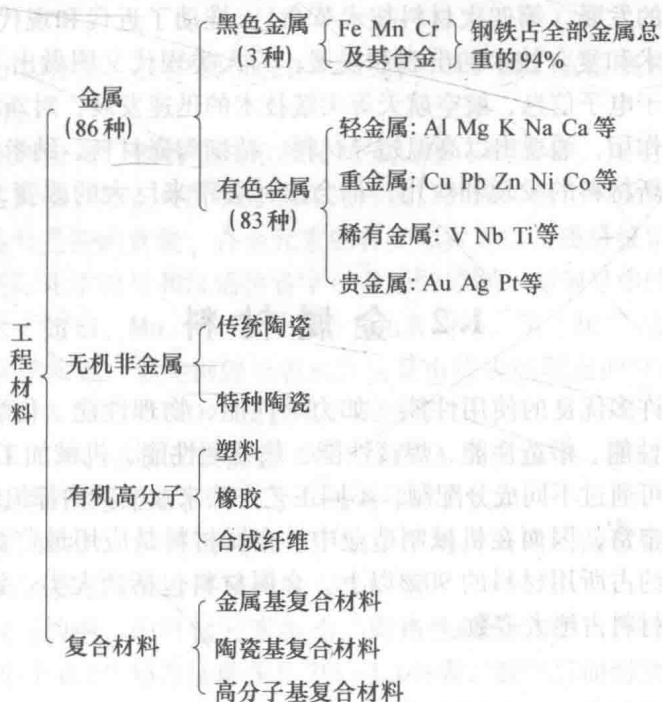 黑色金属
(3种)
Fe Mn Cr
及其合金
钢铁占全部金属总
重的94%
金属
(86种)
轻金属: Al Mg K Na Ca 等
有色金属
(83种)
重金属: Cu Pb Zn Ni Co等
稀有金属: V Nb Ti等
贵金属: Au Ag Pt等
工程材料
无机非金属
传统陶瓷
特种陶瓷
有机高分子
塑料
橡胶
合成纤维
复合材料
金属基复合材料
陶瓷基复合材料
高分子基复合材料